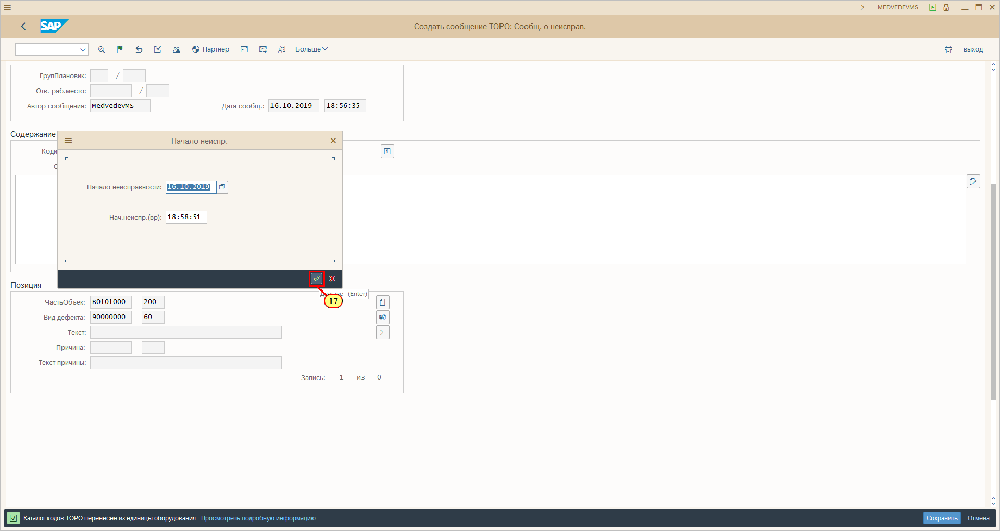 MEDVEDEVMS
SAP
Создать сообщение ТОРО: Сообщ. о неисправ.
Партнер
Больше
выход
ГрупПлановик: /
Отв. раб.место: /
Автор сообщения: MedvedevMS Дата сообщ.: 16.10.2019 18:56:35
Содержание
Коди
Начало неиспр.
Начало неисправности: 16.10.2019
Нач.неиспр.(вр): 18:58:51
(Enter)
17
Позиция
ЧастьОбъек: B0101000 200
Вид дефекта: 90000000 60
Текст:
Причина:
Текст причины:
Запись: 1 из 0
Каталог кодов ТОРО перенесен из единицы оборудования. Просмотреть подробную информацию
Сохранить Отмена